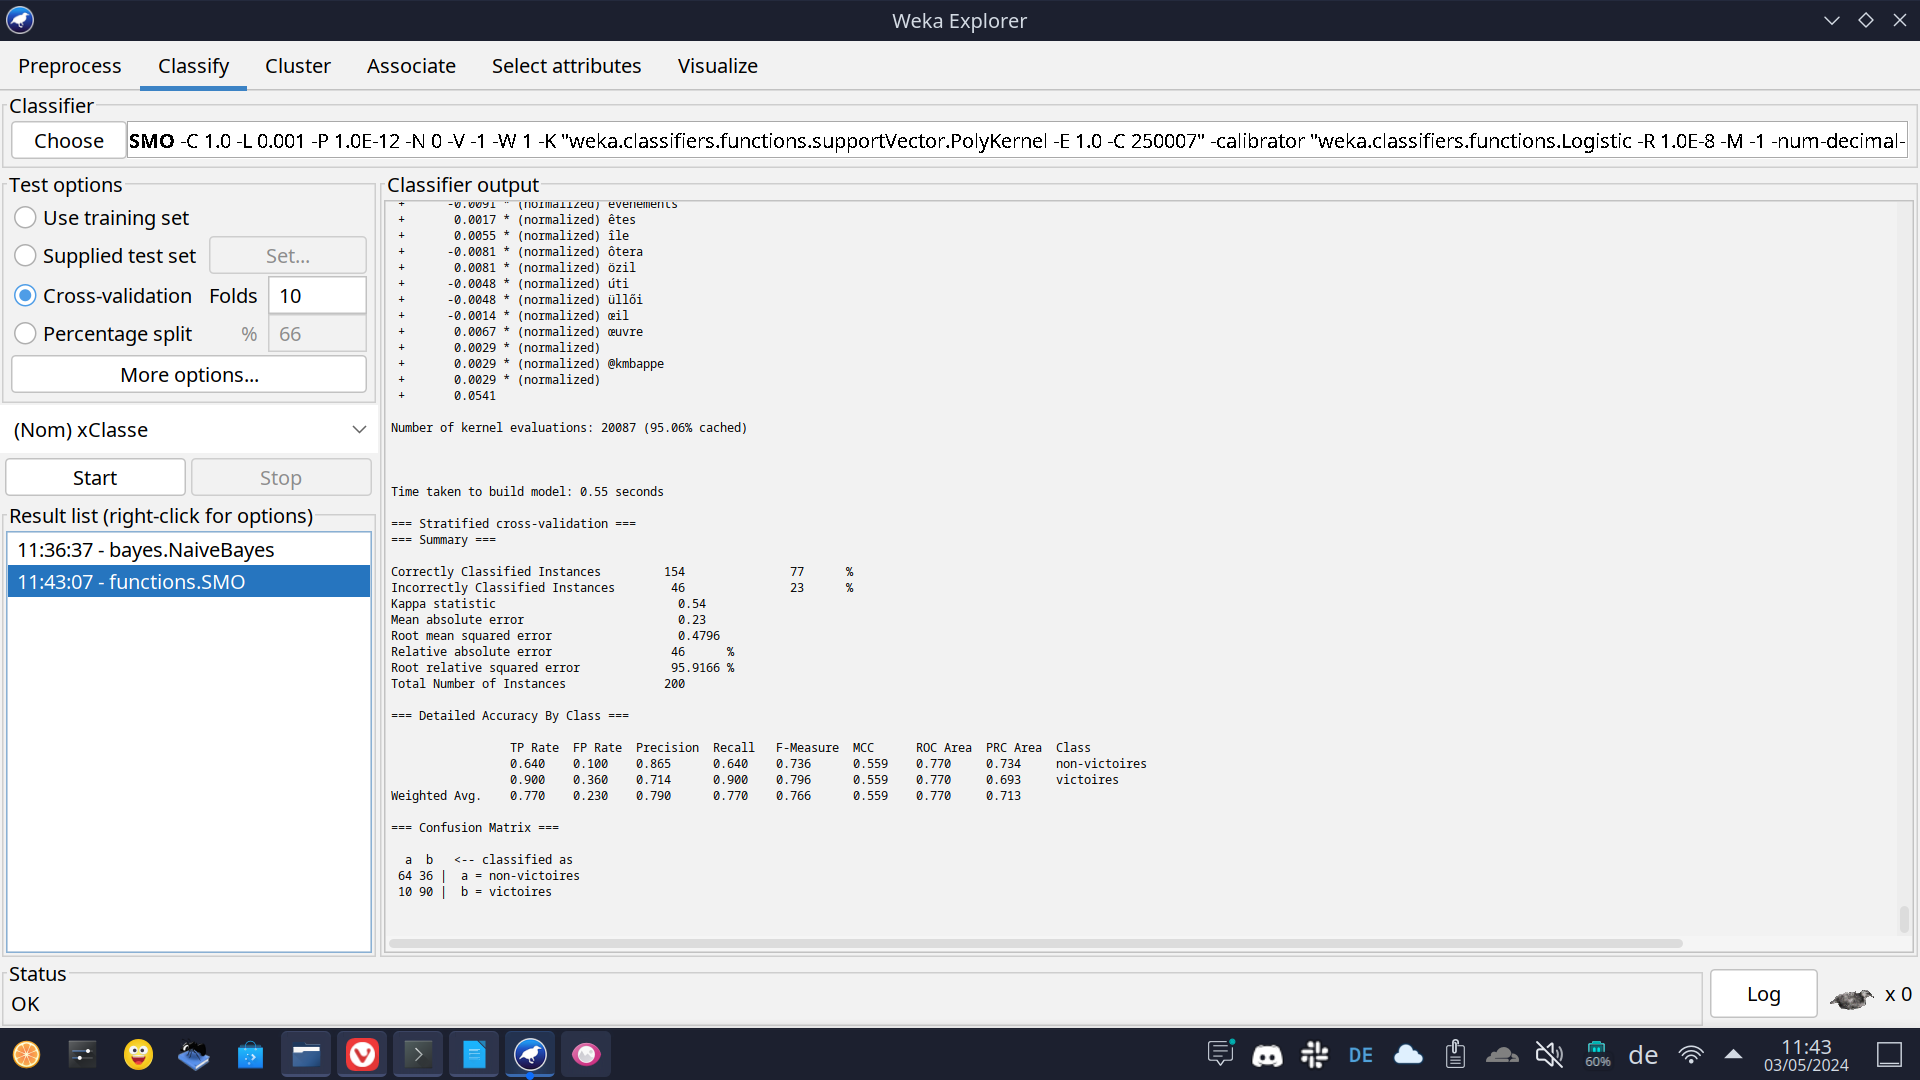 Weka Explorer
Preprocess Classify Cluster Associate Select attributes Visualize
Classifier
Choose SMO -C 1.0 -L 0.001 -P 1.0E-12 -N 0 -V -1 -W 1 -K "weka.classifiers.functions.supportVector.PolyKernel -E 1.0 -C 250007" -calibrator "weka.classifiers.functions.Logistic -R 1.0E-8 -M -1 -num-decimal-
Test options
Use training set
Supplied test set Set...
Cross-validation Folds 10
Percentage split % 66
More options...
(Nom) xClasse
Start Stop
Result list (right-click for options)
11:36:37 - bayes.NaiveBayes
11:43:07 - functions.SMO
Classifier output
+ -0.0091 * (normalized) évènements
+ 0.0017 * (normalized) êtes
+ 0.0055 * (normalized) île
+ -0.0081 * (normalized) ôtera
+ 0.0081 * (normalized) özil
+ -0.0048 * (normalized) úti
+ -0.0048 * (normalized) üllői
+ -0.0014 * (normalized) œil
+ 0.0067 * (normalized) œuvre
+ 0.0029 * (normalized)
+ 0.0029 * (normalized) @kmbappe
+ 0.0029 * (normalized)
+ 0.0541
Number of kernel evaluations: 20087 (95.06% cached)
Time taken to build model: 0.55 seconds
=== Stratified cross-validation ===
=== Summary ===
Correctly Classified Instances 154 77 %
Incorrectly Classified Instances 46 23 %
Kappa statistic 0.54
Mean absolute error 0.23
Root mean squared error 0.4796
Relative absolute error 46 %
Root relative squared error 95.9166 %
Total Number of Instances 200
=== Detailed Accuracy By Class ===
TP Rate FP Rate Precision Recall F-Measure MCC ROC Area PRC Area Class
0.640 0.100 0.865 0.640 0.736 0.559 0.770 0.734 non-victoires
0.900 0.360 0.714 0.900 0.796 0.559 0.770 0.693 victoires
Weighted Avg. 0.770 0.230 0.790 0.770 0.766 0.559 0.770 0.713
=== Confusion Matrix ===
a b <-- classified as
64 36 | a = non-victoires
10 90 | b = victoires
Status
OK
Log
x 0
DE
60%
de
11:43
03/05/2024